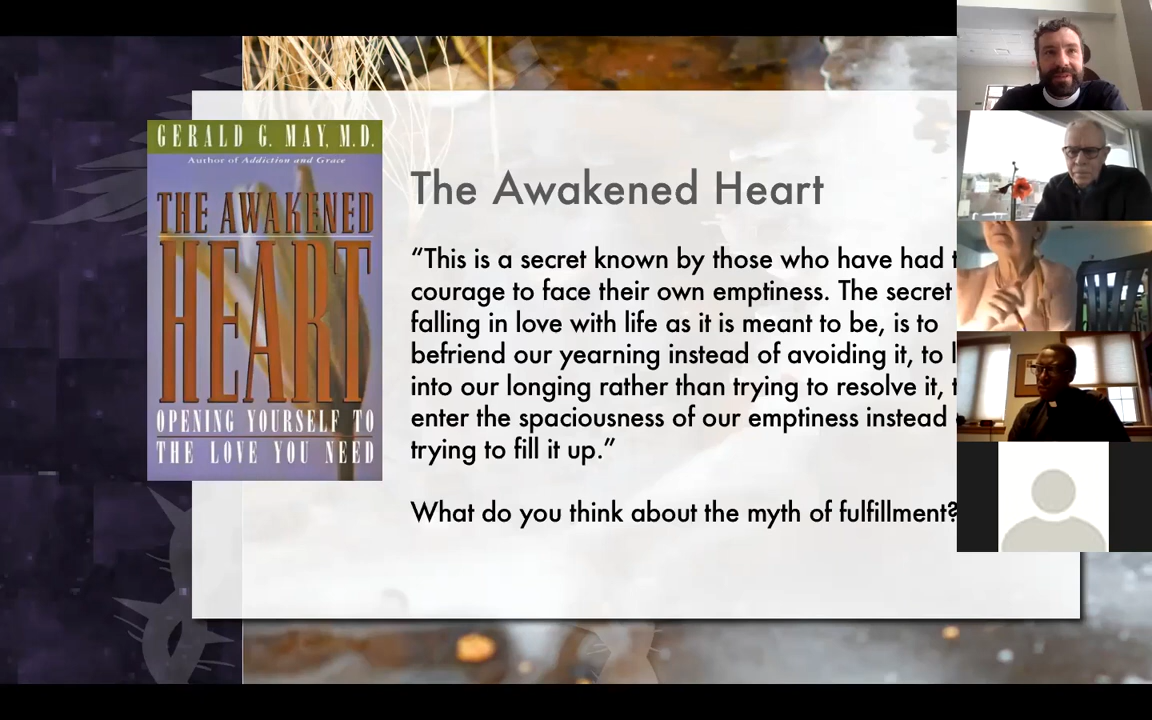 GERALD G. MAY, M.D.
Author of Addiction and Grace
THE AWAKENED
HEART
OPENING YOURSELF TO
THE LOVE YOU NEED
The Awakened Heart
“This is a secret known by those who have had
courage to face their own emptiness. The secret
falling in love with life as it is meant to be, is to
befriend our yearning instead of avoiding it, to
into our longing rather than trying to resolve it,
enter the spaciousness of our emptiness instead
trying to fill it up.”
What do you think about the myth of fulfillment?